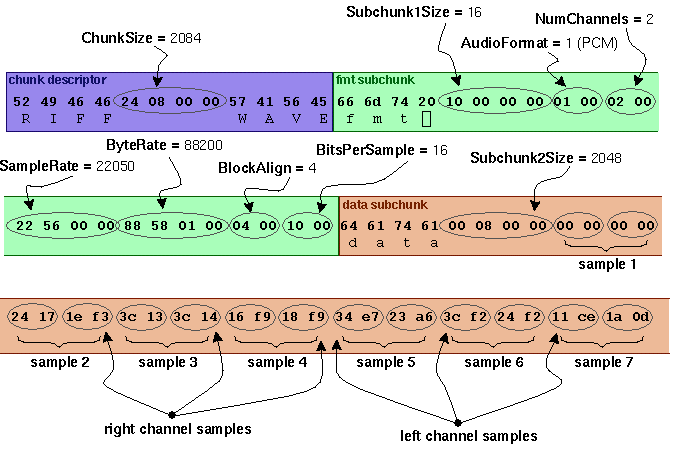 Subchunk1Size = 16
NumChannels = 2
ChunkSize = 2084
AudioFormat = 1 (PCM)
chunk descriptor
fmt subchunk
52 49 46 46 24 08 00 00 57 41 56 45 66 6d 74 20 10 00 00 00 01 00 02 00
R I F F W A V E f m t
ByteRate = 88200
SampleRate = 22050
BlockAlign = 4
BitsPerSample = 16
Subchunk2Size = 2048
data subchunk
22 56 00 00 88 58 01 00 04 00 10 00 64 61 74 61 00 08 00 00 00 00 00 00
d a t a
sample 1
24 17 1e f3 3c 13 3c 14 16 f9 18 f9 34 e7 23 a6 3c f2 24 f2 11 ce 1a 0d
sample 2 sample 3 sample 4 sample 5 sample 6 sample 7
right channel samples
left channel samples